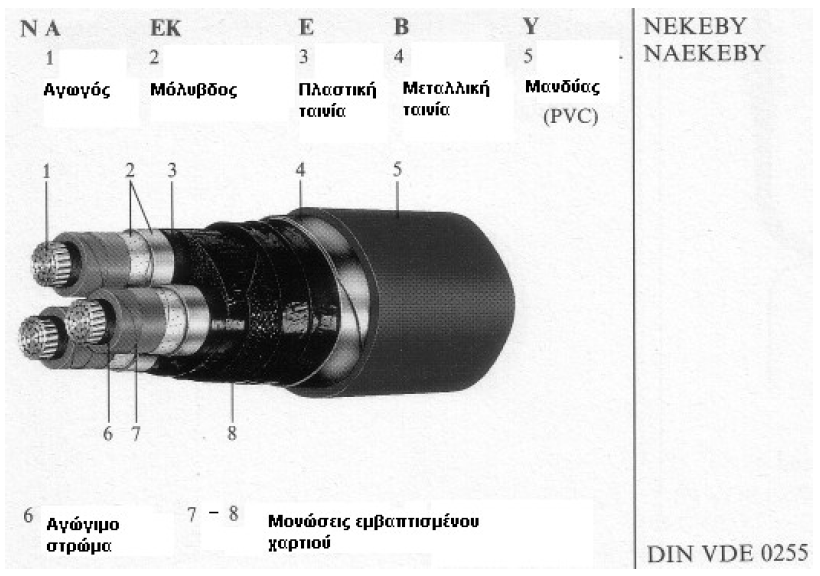 N A EK E B Y
1 2 3 4 5
Αγωγός Μόλυβδος Πλαστική ταινία Μεταλλική ταινία Μανδύας
(PVC)
NEKEBY
NAEKEBY
1 2 3 4 5
6 7 8
6 Αγώγιμο στρώμα
7 - 8 Μονώσεις εμβαπτισμένου χαρτιού
DIN VDE 0255